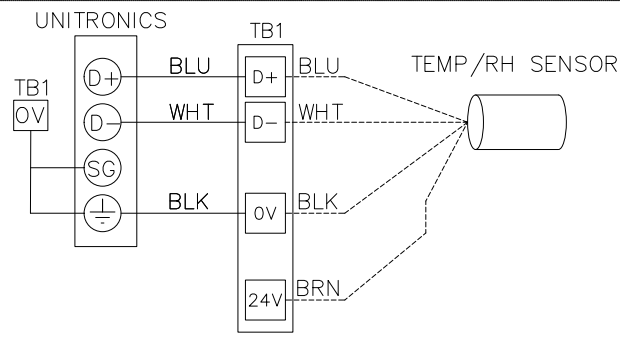 UNITRONICS
TB1
TEMP/RH SENSOR
D+ BLU D+ BLU
TB1
0V
D- WHT D- WHT
SG
BLK 0V BLK
24V BRN